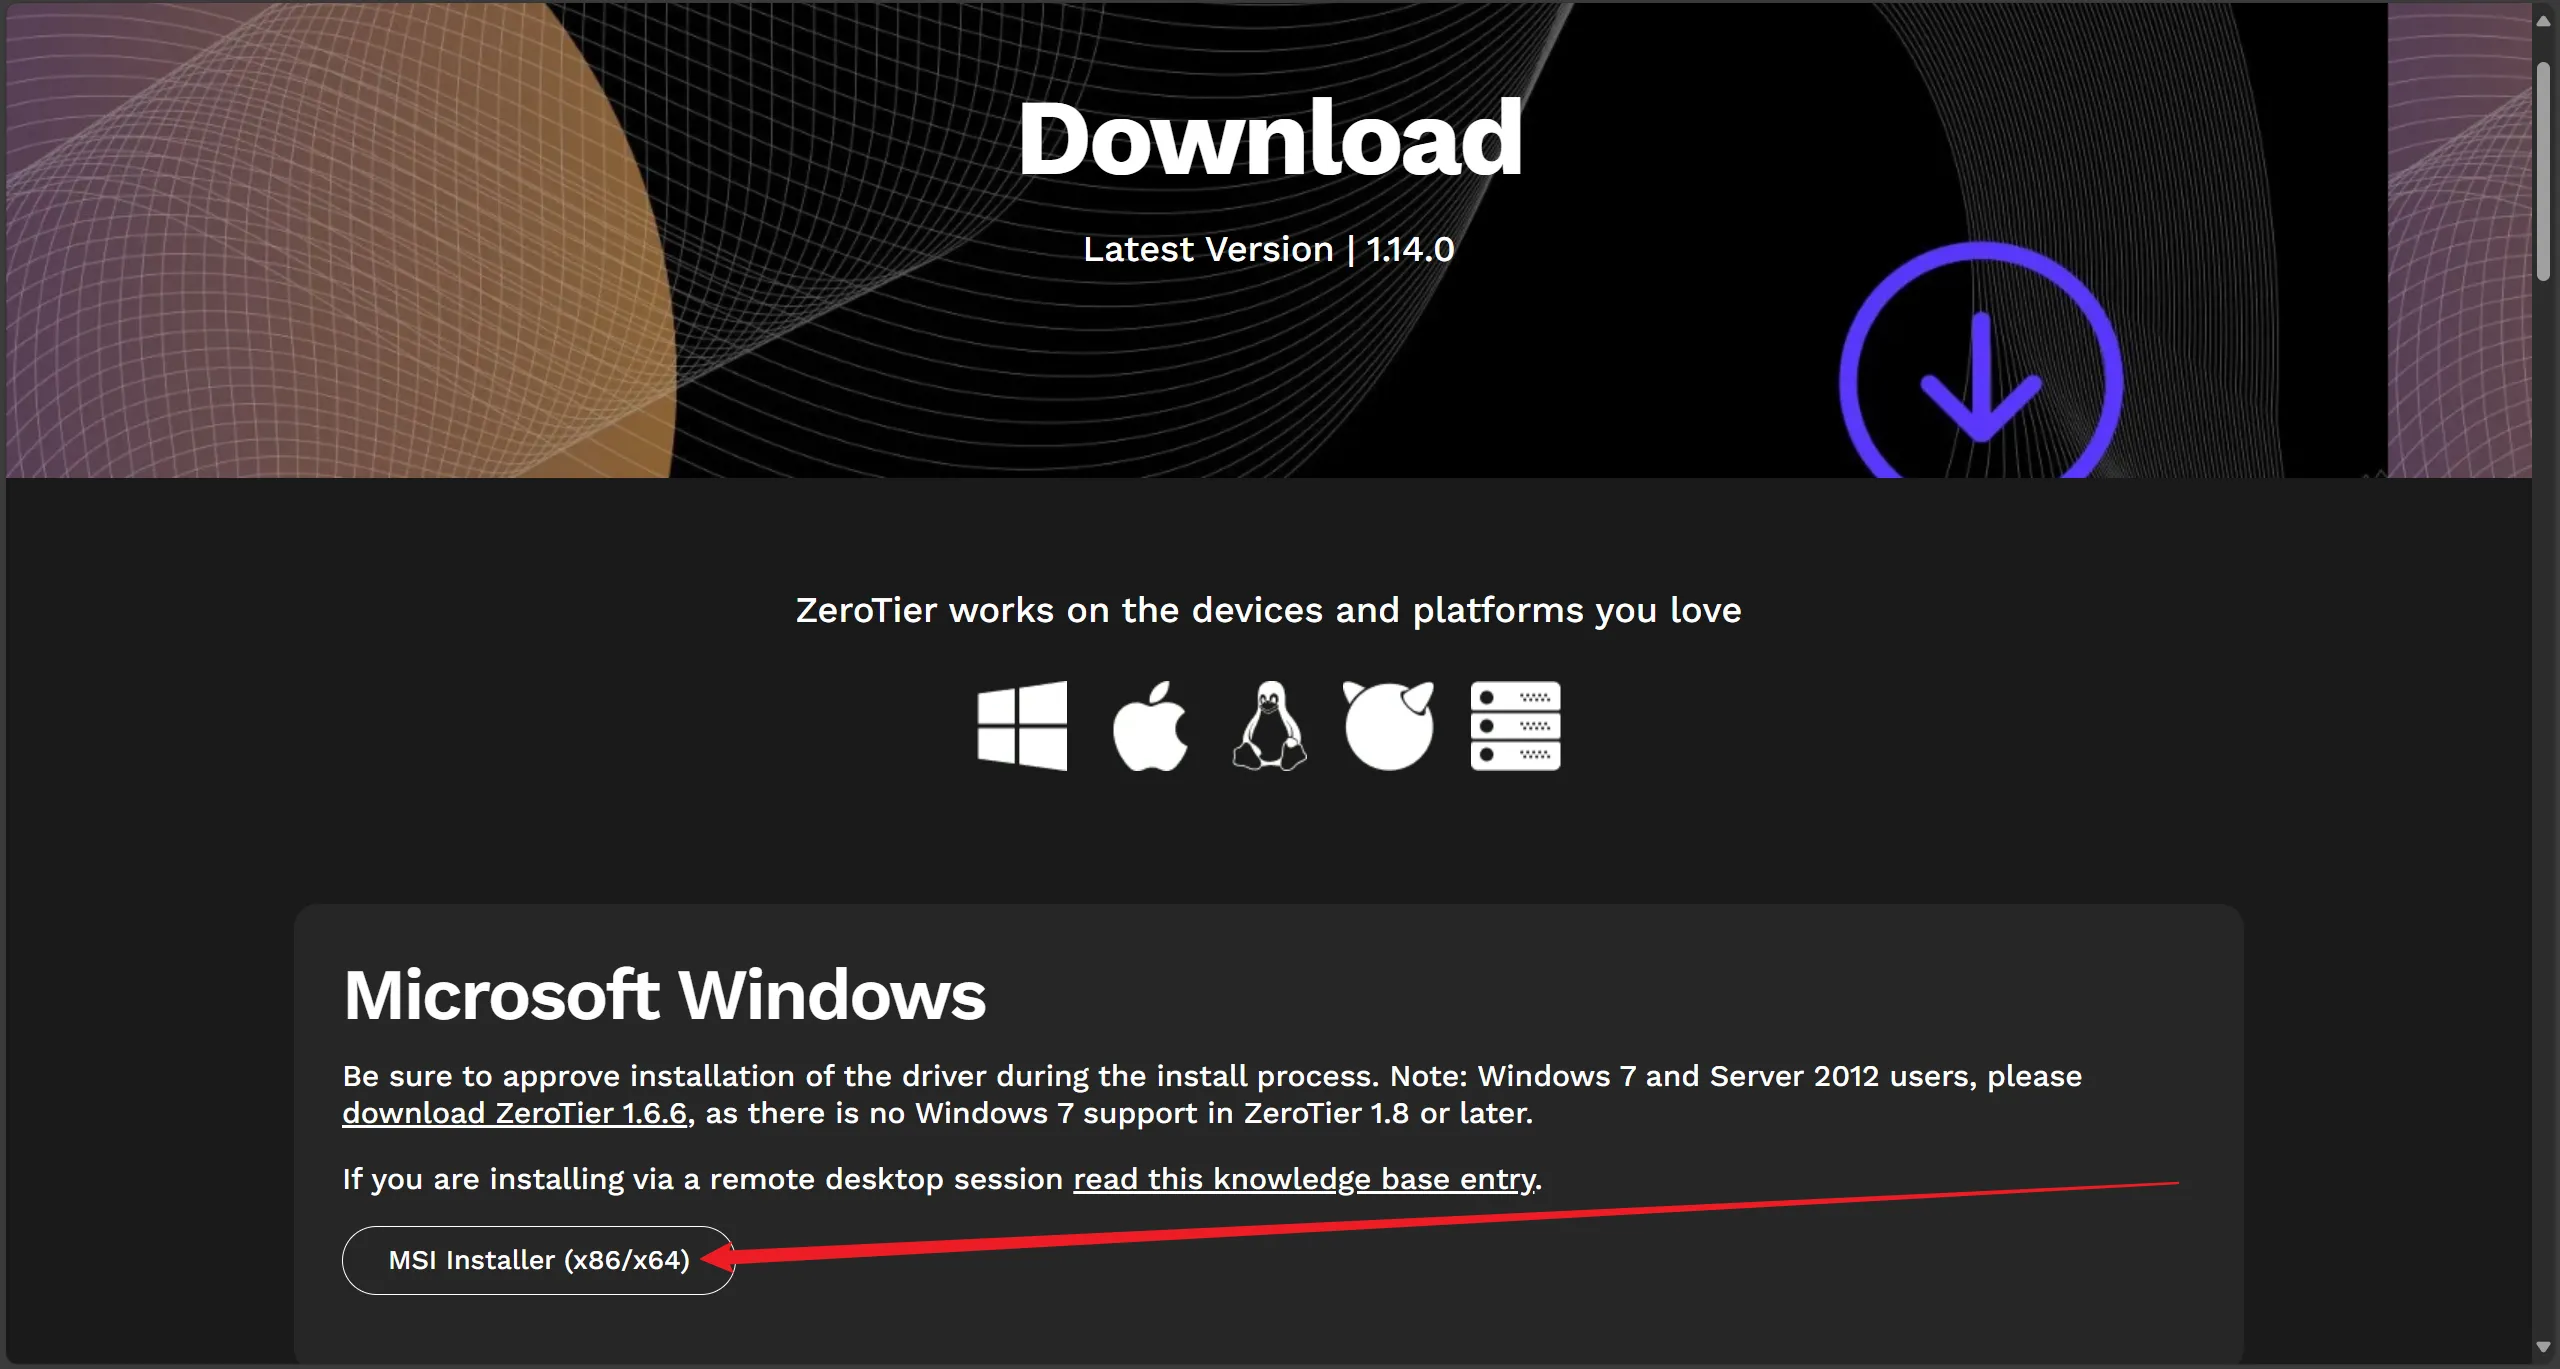 Download
Latest Version | 1.14.0
ZeroTier works on the devices and platforms you love
Microsoft Windows
Be sure to approve installation of the driver during the install process. Note: Windows 7 and Server 2012 users, please
download ZeroTier 1.6.6, as there is no Windows 7 support in ZeroTier 1.8 or later.
If you are installing via a remote desktop session read this knowledge base entry.
MSI Installer (x86/x64)